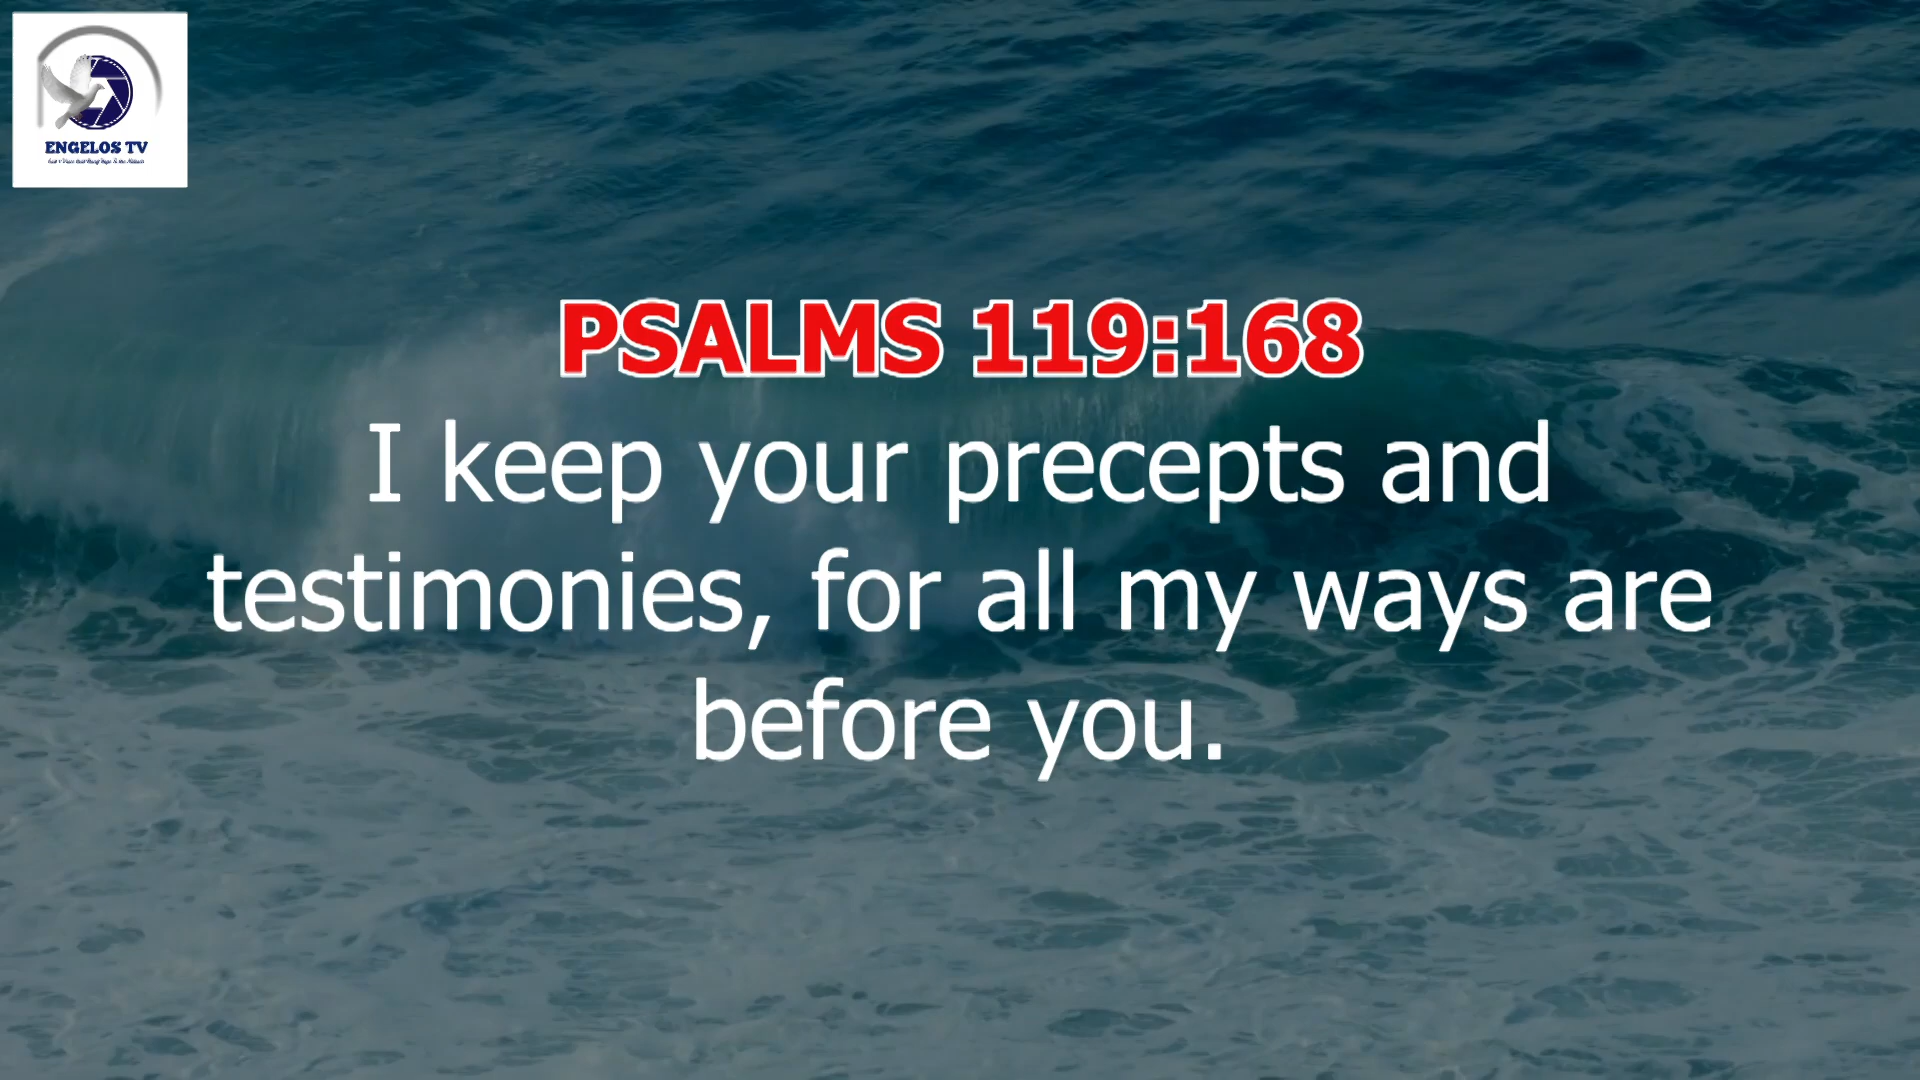 ENGELOS TV
PSALMS 119:168
I keep your precepts and
testimonies, for all my ways are
before you.